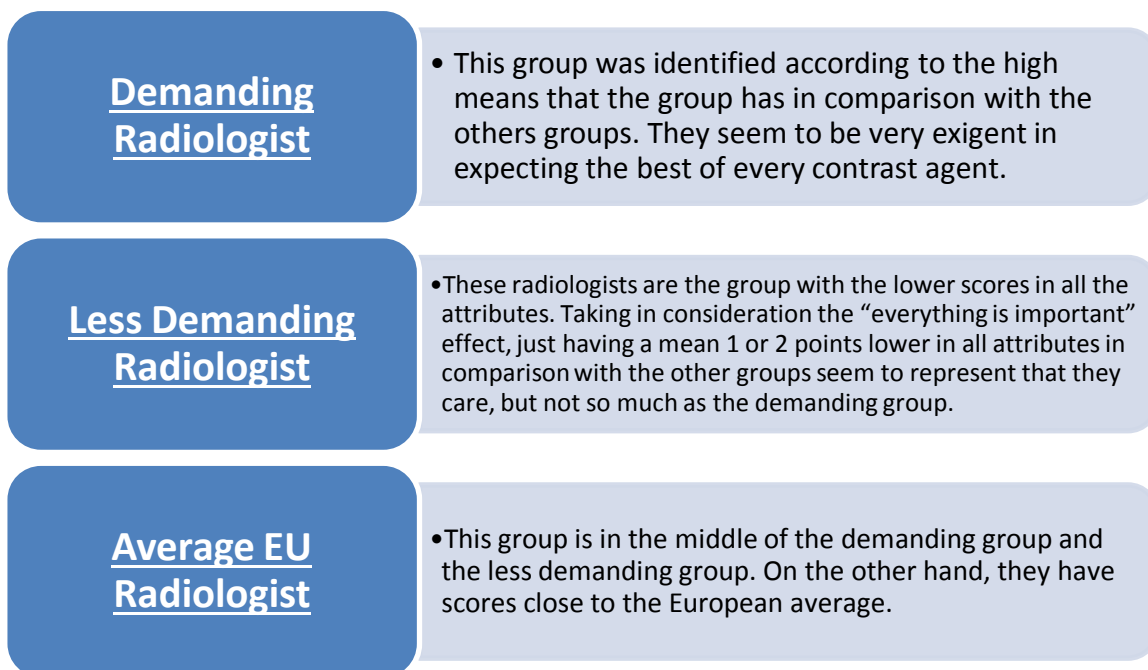 Demanding
Radiologist
• This group was identified according to the high
means that the group has in comparison with the
others groups. They seem to be very exigent in
expecting the best of every contrast agent.
Less Demanding
Radiologist
•These radiologists are the group with the lower scores in all the
attributes. Taking in consideration the “everything is important”
effect, just having a mean 1 or 2 points lower in all attributes in
comparison with the other groups seem to represent that they
care, but not so much as the demanding group.
Average EU
Radiologist
•This group is in the middle of the demanding group and
the less demanding group. On the other hand, they have
scores close to the European average.